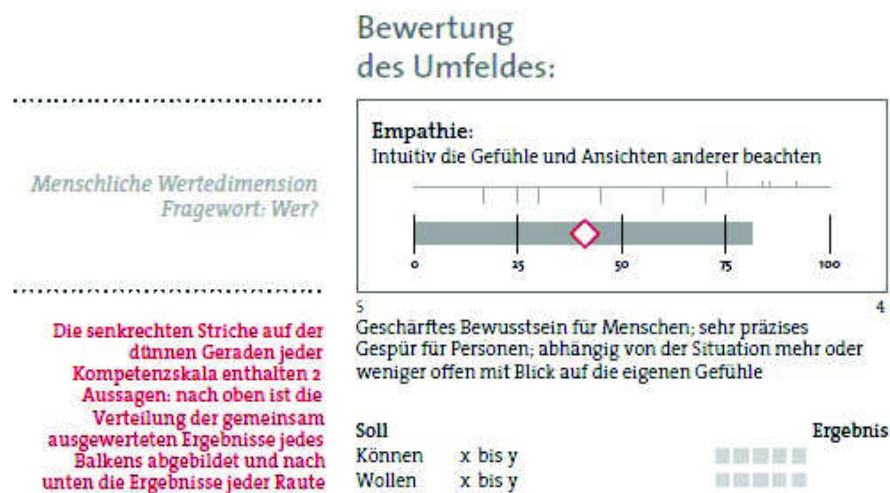 Bewertung
des Umfeldes:
Menschliche Wertedimension
Fragewort: Wer?
Empathie:
Intuitiv die Gefühle und Ansichten anderer beachten
0 25 50 75 100
5 4
Die senkrechten Striche auf der
dünnen Geraden jeder
Kompetenzskala enthalten 2
Aussagen: nach oben ist die
Verteilung der gemeinsam
ausgewerteten Ergebnisse jedes
Balkens abgebildet und nach
unten die Ergebnisse jeder Raute
Geschärftes Bewusstsein für Menschen; sehr präzises
Gespür für Personen; abhängig von der Situation mehr oder
weniger offen mit Blick auf die eigenen Gefühle
Soll Ergebnis
Können x bis y
Wollen x bis y